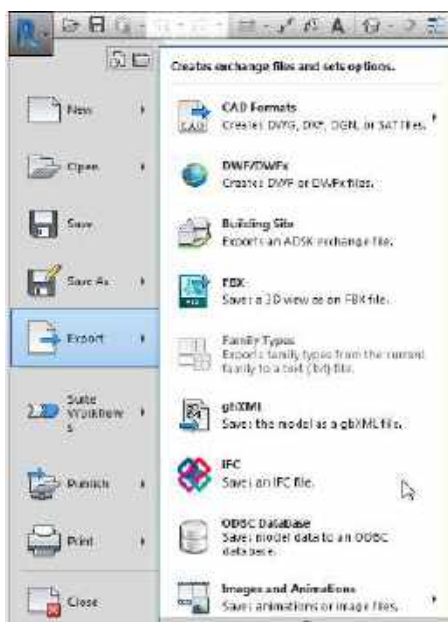 R
A
Creates exchange files and sets options.
New
Open
Save
Save As
Export
Suite
Workflow
s
Publish
Print
Close
CAD Formats
Creates DWG, DXF, DGN, or SAT files.
DWF/DWFx
Creates DWF or DWFx files.
Building Site
Exports an ADSK exchange file.
FBX
Saves a 3D view as an FBX file.
Family Types
Exports family types from the current
family to a text (.txt) file.
gbXML
Saves the model as a gbXML file.
IFC
Saves an IFC file.
ODBC Database
Saves model data to an ODBC
database.
Images and Animations
Saves animations or image files.